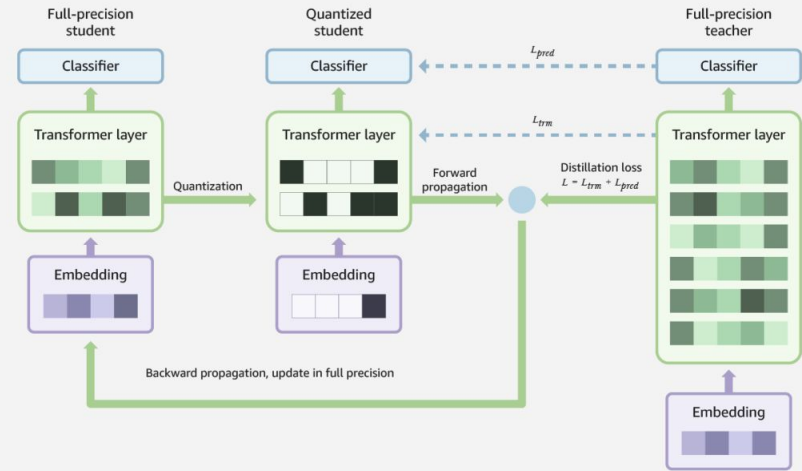 Full-precision
student
Quantized
student
Full-precision
teacher
Classifier
Classifier
L_pred
Classifier
Transformer layer
Transformer layer
L_trm
Transformer layer
Quantization
Forward
propagation
Distillation loss
L = L_trm + L_pred
Embedding
Embedding
Backward propagation, update in full precision
Embedding